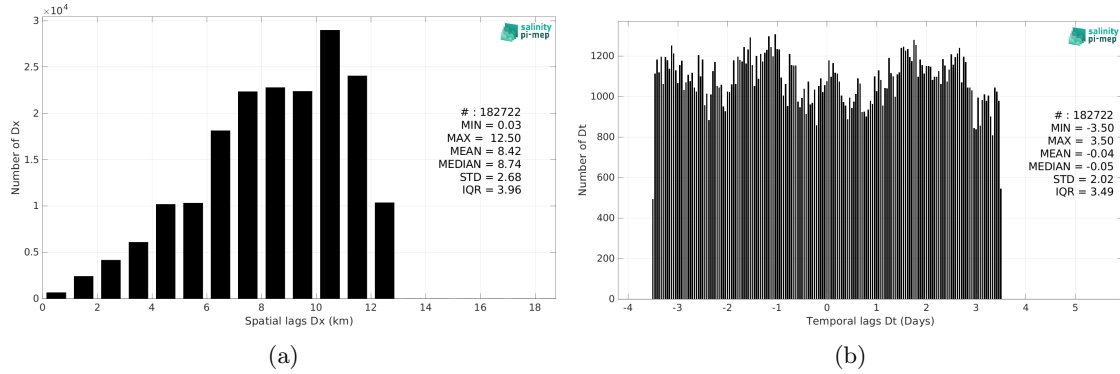 ×10⁴
3
2.5
2
1.5
1
0.5
0
0 2 4 6 8 10 12 14 16 18
Number of Dx
Spatial lags Dx (km)
salinity
pi-mep
# : 182722
MIN = 0.03
MAX = 12.50
MEAN = 8.42
MEDIAN = 8.74
STD = 2.68
IQR = 3.96
(a)
1200
1000
800
600
400
200
0
-4 -3 -2 -1 0 1 2 3 4 5
Number of Dt
Temporal lags Dt (Days)
salinity
pi-mep
# : 182722
MIN = -3.50
MAX = 3.50
MEAN = -0.04
MEDIAN = -0.05
STD = 2.02
IQR = 3.49
(b)